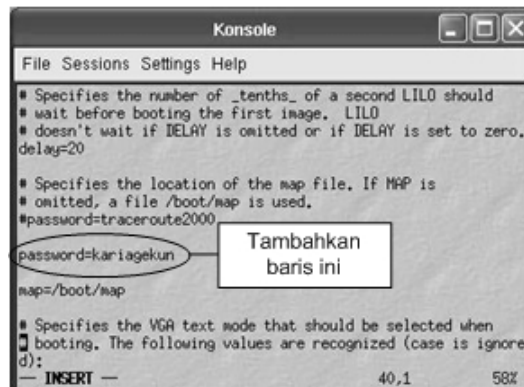 Konsole
File Sessions Settings Help
# Specifies the number of _tenths_ of a second LILO should
# wait before booting the first image. LILO
# doesn't wait if DELAY is omitted or if DELAY is set to zero.
delay=20
# Specifies the location of the map file. If MAP is
# omitted, a file /boot/map is used.
#password=traceroute2000
password=kariagekun
Tambahkan
baris ini
map=/boot/map
# Specifies the VGA text mode that should be selected when
booting. The following values are recognized (case is ignore
d):
-- INSERT --
40,1
58%